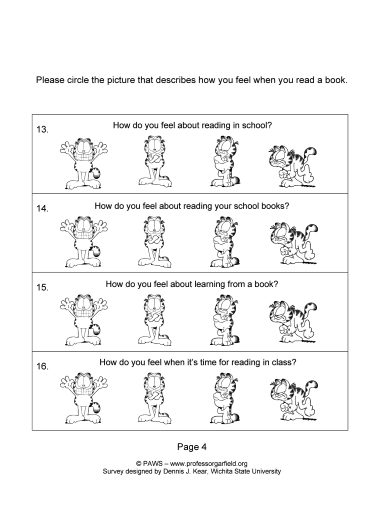 Please circle the picture that describes how you feel when you read a book.
13.
How do you feel about reading in school?
14.
How do you feel about reading your school books?
15.
How do you feel about learning from a book?
16.
How do you feel when it's time for reading in class?
Page 4
© PAWS – www.professorgarfield.org
Survey designed by Dennis J. Kear, Wichita State University